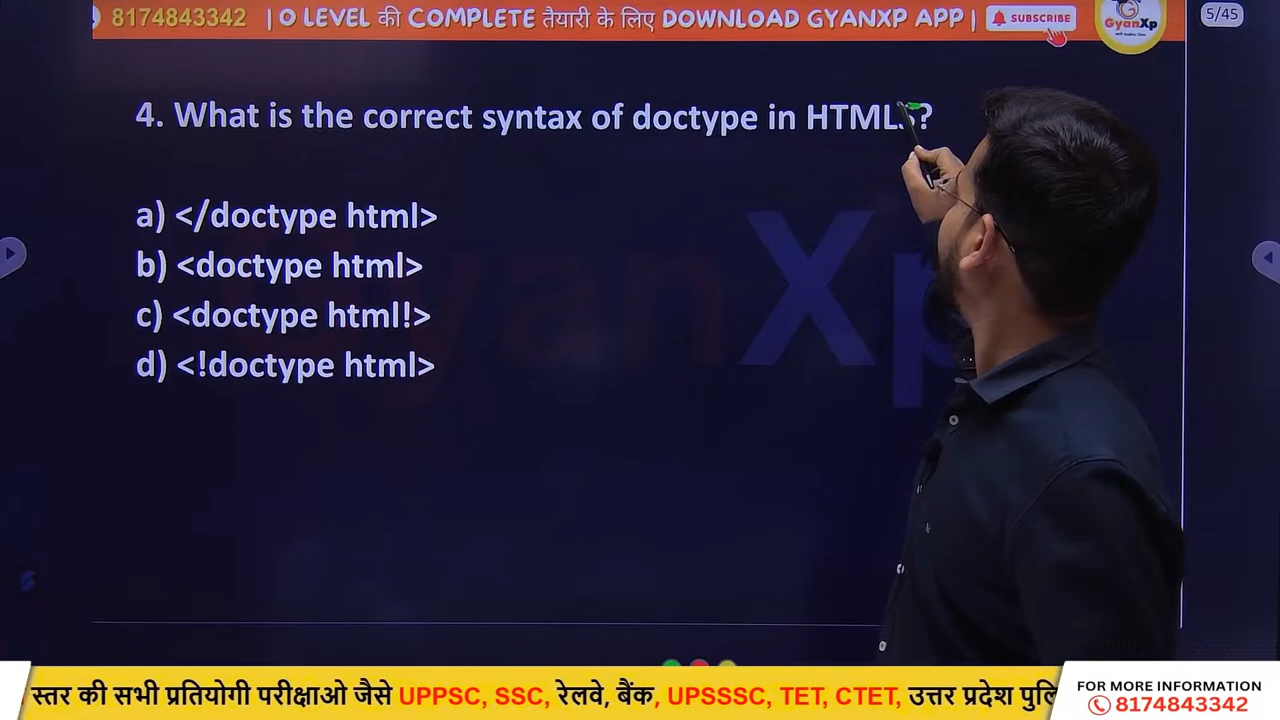 8174843342 | O LEVEL की COMPLETE तैयारी के लिए DOWNLOAD GYANXP APP |
SUBSCRIBE
GyanXp
5/45
4. What is the correct syntax of doctype in HTML5?
a) </doctype html>
b) <doctype html>
c) <doctype html!>
d) <!doctype html>
GyanXp
स्तर की सभी प्रतियोगी परीक्षाओ जैसे UPPSC, SSC, रेलवे, बैंक, UPSSSC, TET, CTET, उत्तर प्रदेश
FOR MORE INFORMATION
8174843342